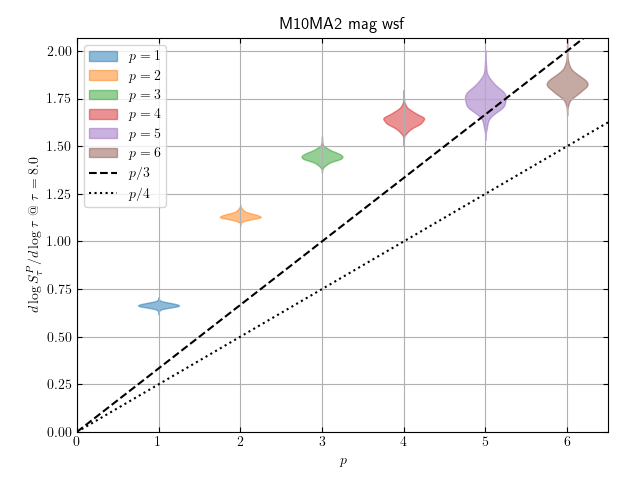 M10MA2 mag wsf
p = 1
p = 2
p = 3
p = 4
p = 5
p = 6
p/3
p/4
2.00
1.75
1.50
1.25
1.00
0.75
0.50
0.25
0.00
0 1 2 3 4 5 6
p
d log S_τ^P / d log τ @ τ = 8.0